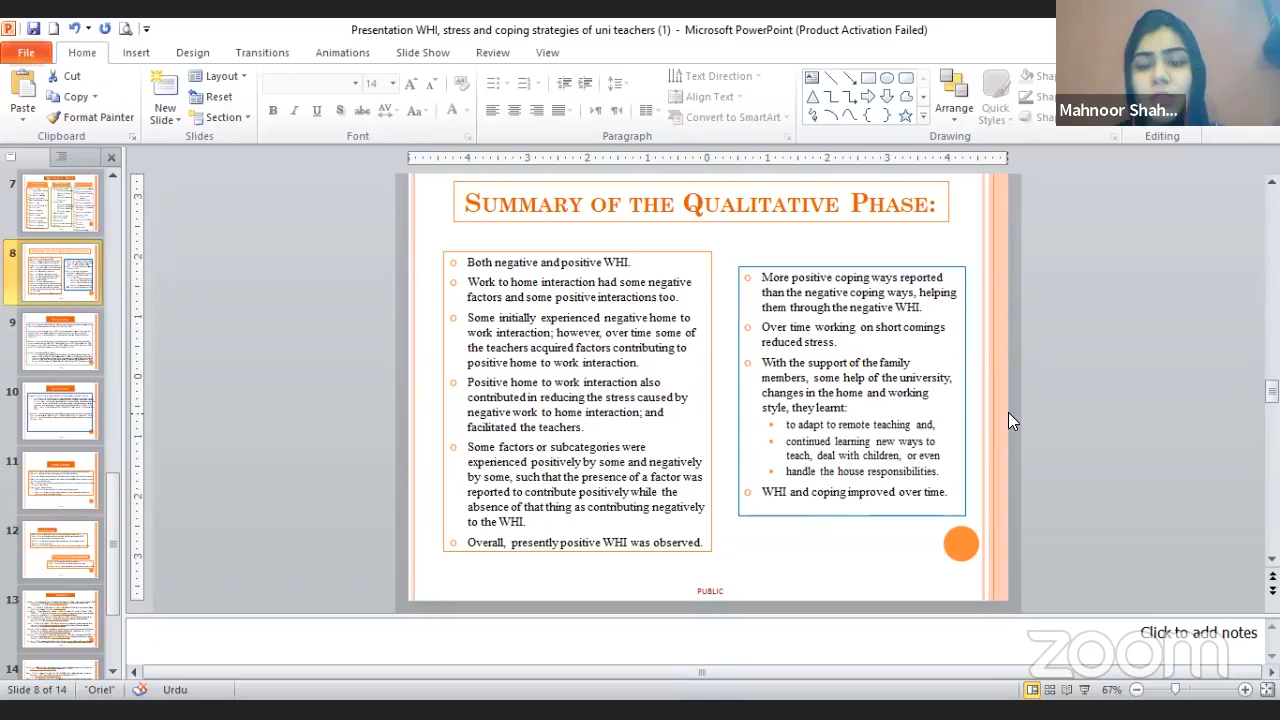 Presentation WHI, stress and coping strategies of uni teachers (1) - Microsoft PowerPoint (Product Activation Failed)
File Home Insert Design Transitions Animations Slide Show Review View
Mahnoor Shah...
Paste
Cut
Copy
Format Painter
Clipboard
New Slide
Layout
Reset
Section
Slides
14
Font
Text Direction
Align Text
Convert to SmartArt
Paragraph
Arrange
Quick Styles
Drawing
Editing
7
8
9
10
11
12
13
14
SUMMARY OF THE QUALITATIVE PHASE:
Both negative and positive WHI.
Work to home interaction had some negative
factors and some positive interactions too.
Some initially experienced negative home to
work interaction; however, over time some of
the teachers acquired factors contributing to
positive home to work interaction.
Positive home to work interaction also
contributed in reducing the stress caused by
negative work to home interaction; and
facilitated the teachers.
Some factors or subcategories were
experienced positively by some and negatively
by some, such that the presence of a factor was
reported to contribute positively while the
absence of that thing as contributing negatively
to the WHI.
Overall, presently positive WHI was observed.
More positive coping ways reported
than the negative coping ways, helping
them through the negative WHI.
Over time working on short comings
reduced stress.
With the support of the family
members, some help of the university,
changes in the home and working
style, they learnt:
to adapt to remote teaching and,
continued learning new ways to
teach, deal with children, or even
handle the house responsibilities.
WHI and coping improved over time.
PUBLIC
Click to add notes
zoom
Slide 8 of 14 "Oriel" Urdu 67%